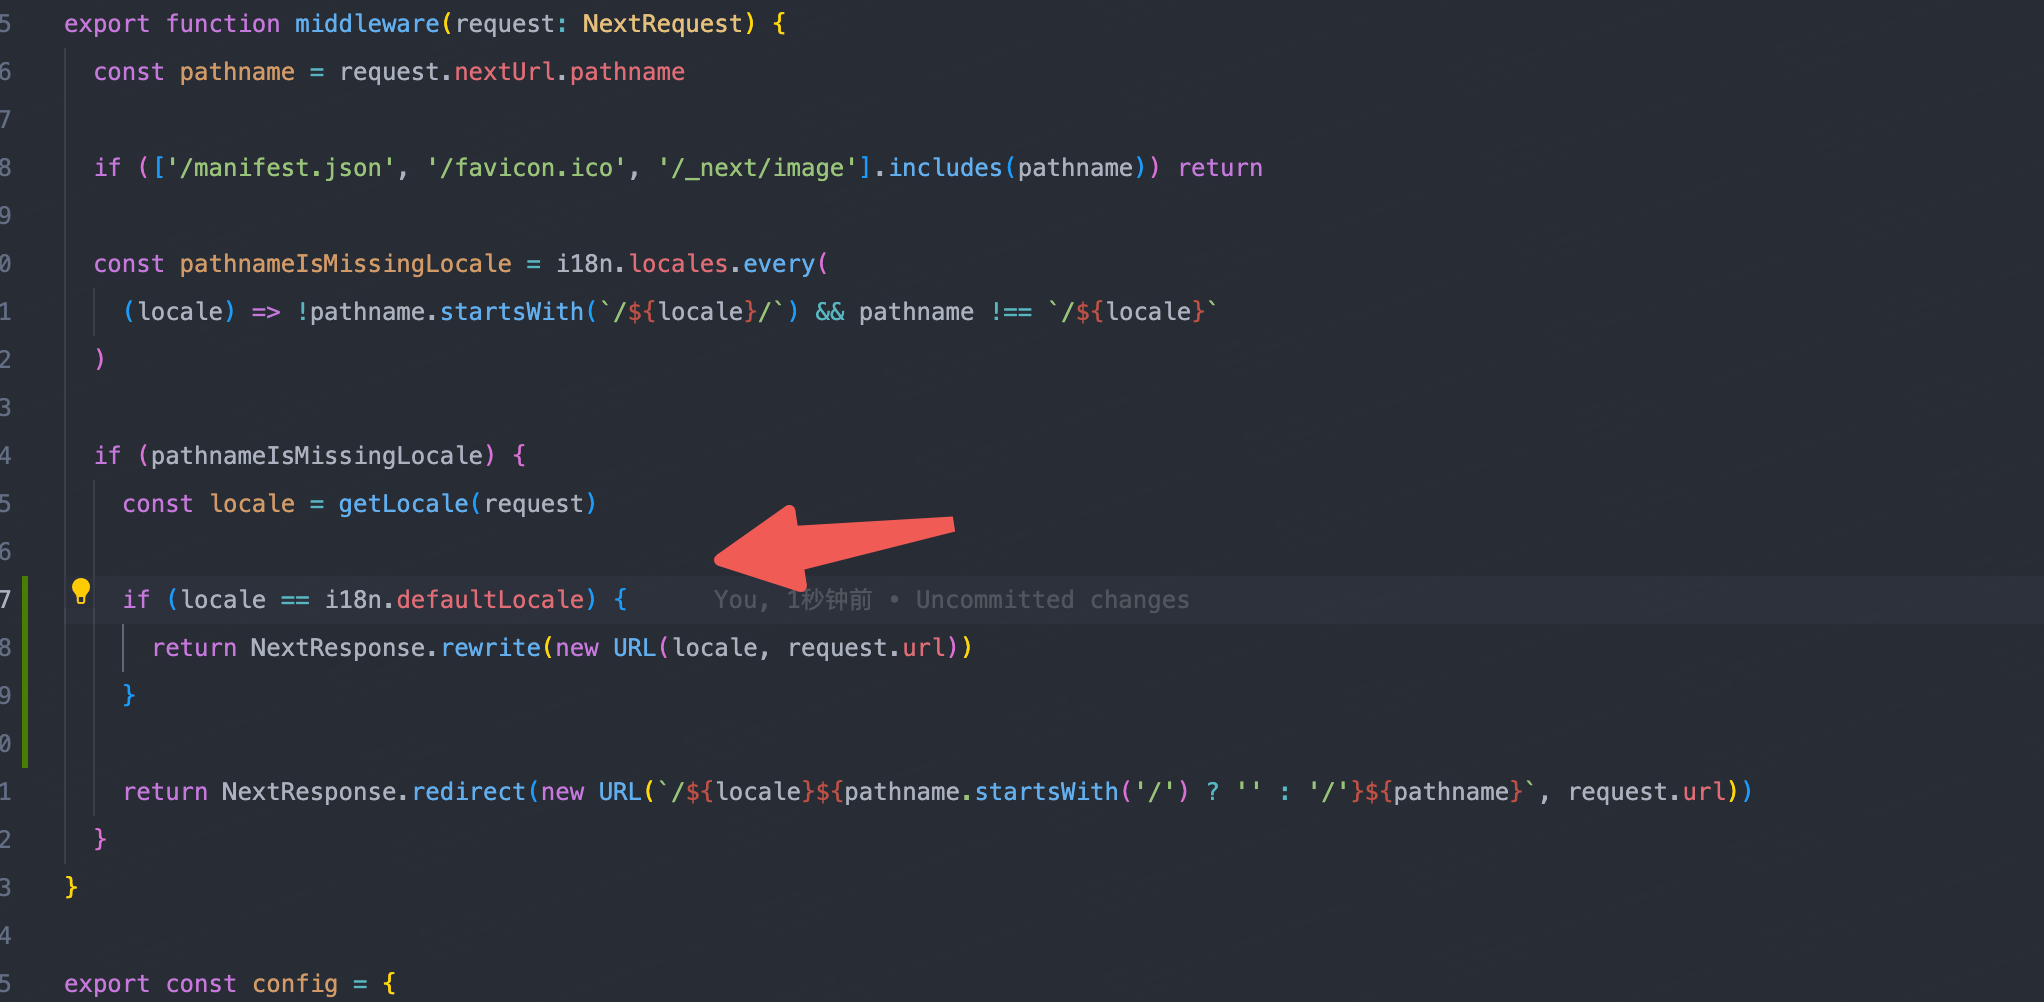 5 export function middleware(request: NextRequest) {
6 const pathname = request.nextUrl.pathname
7
8 if (['/manifest.json', '/favicon.ico', '/_next/image'].includes(pathname)) return
9
0 const pathnameIsMissingLocale = i18n.locales.every(
1 (locale) => !pathname.startsWith(`/${locale}/`) && pathname !== `/${locale}`
2 )
3
4 if (pathnameIsMissingLocale) {
5 const locale = getLocale(request)
6
7 if (locale == i18n.defaultLocale) { You, 1秒钟前 • Uncommitted changes
8 return NextResponse.rewrite(new URL(locale, request.url))
9 }
0
1 return NextResponse.redirect(new URL(`/${locale}${pathname.startsWith('/') ? '' : '/'}${pathname}`, request.url))
2 }
3 }
4
5 export const config = {